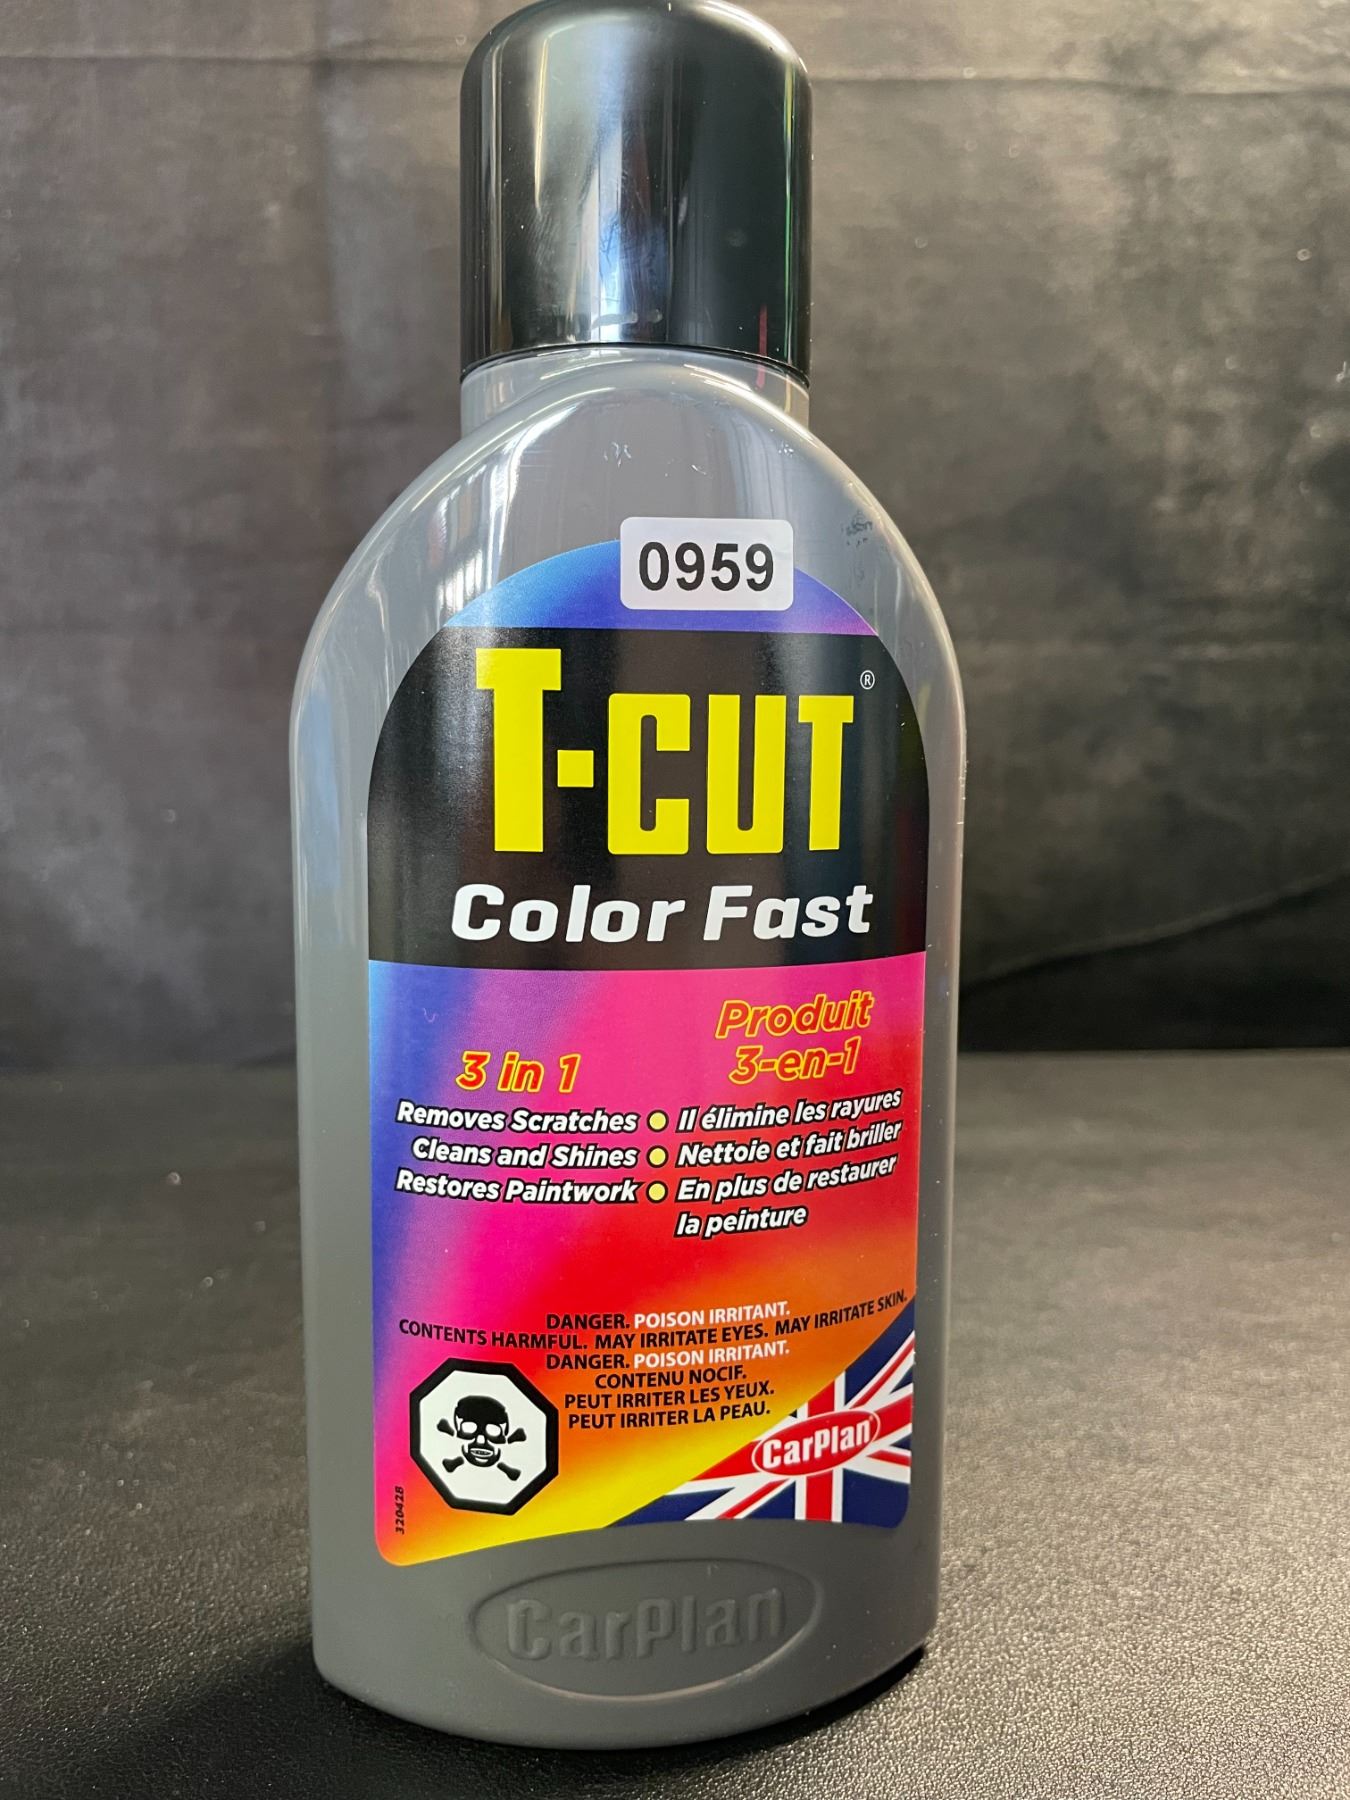 0959
T-CUT®
Color Fast
3 in 1
Removes Scratches
Cleans and Shines
Restores Paintwork
Produit
3-en-1
Il élimine les rayures
Nettoie et fait briller
En plus de restaurer
la peinture
DANGER. POISON IRRITANT.
CONTENTS HARMFUL. MAY IRRITATE EYES. MAY IRRITATE SKIN.
DANGER. POISON IRRITANT.
CONTENU NOCIF.
PEUT IRRITER LES YEUX.
PEUT IRRITER LA PEAU.
CarPlan
32042B
CarPlan